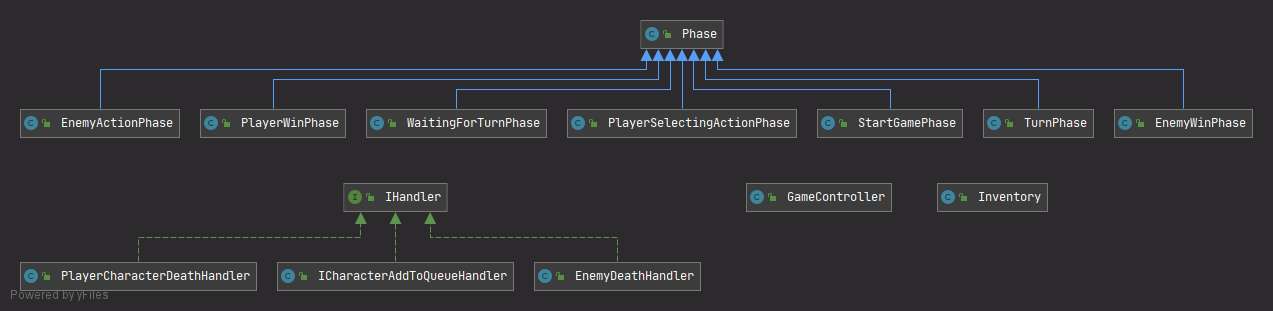 Phase
EnemyActionPhase
PlayerWinPhase
WaitingForTurnPhase
PlayerSelectingActionPhase
StartGamePhase
TurnPhase
EnemyWinPhase
IHandler
GameController
Inventory
PlayerCharacterDeathHandler
ICharacterAddToQueueHandler
EnemyDeathHandler
Powered by yFiles